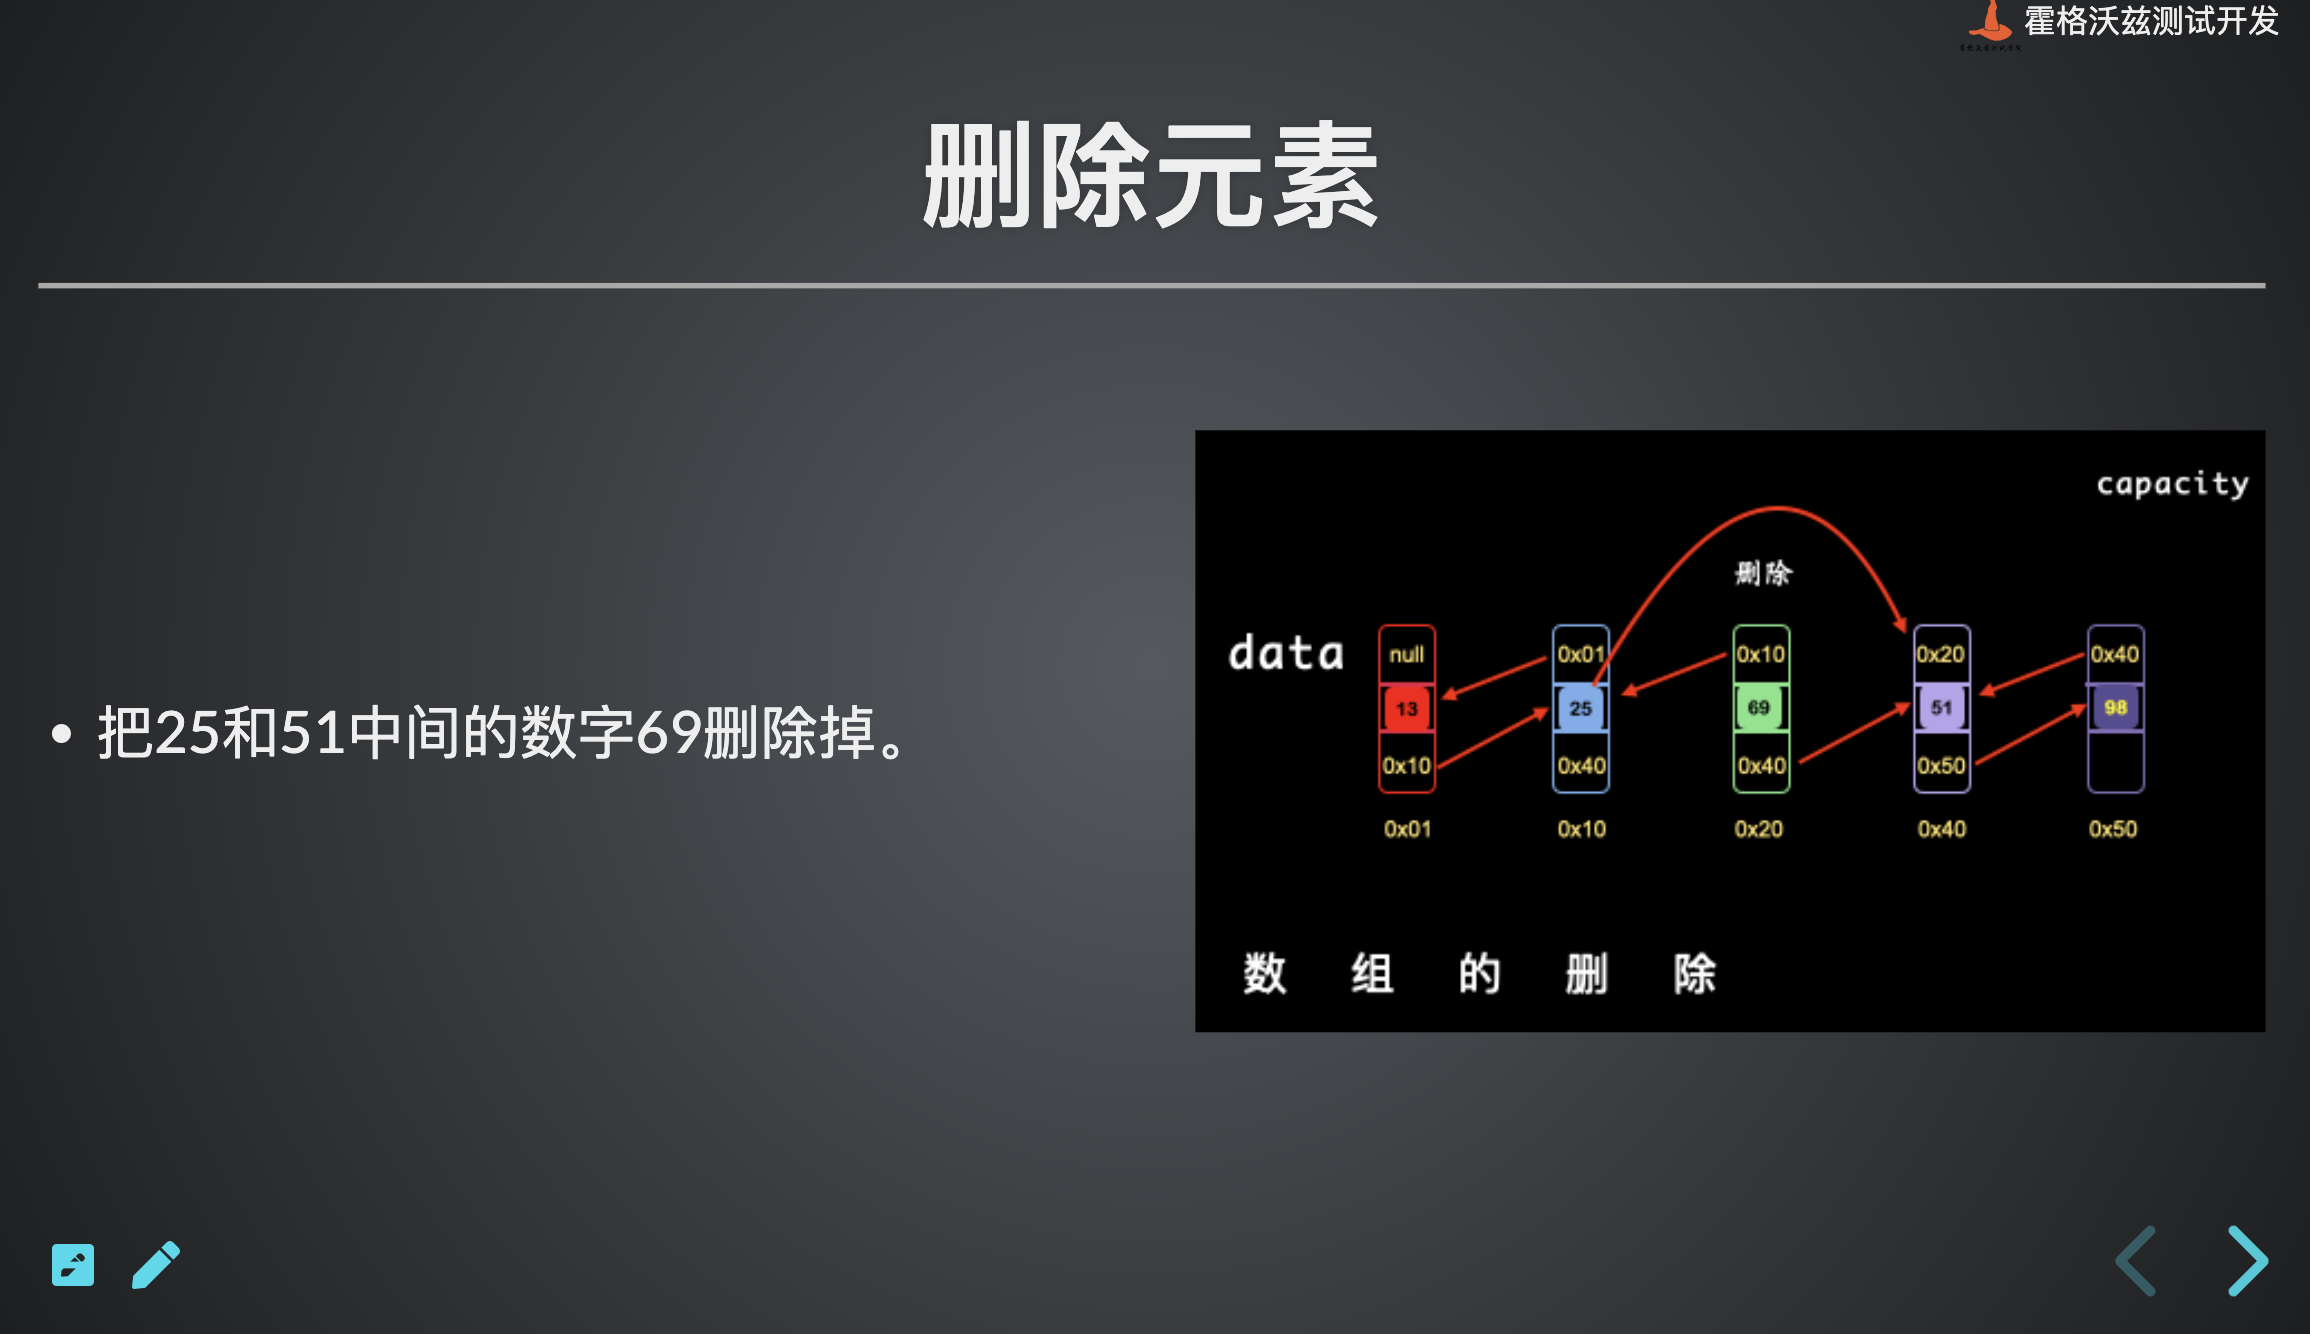 霍格沃兹测试开发
删除元素
把25和51中间的数字69删除掉。
capacity
删除
data
null 0x01 0x10 0x20 0x40
13 25 69 51 98
0x10 0x40 0x40 0x50
0x01 0x10 0x20 0x40 0x50
数 组 的 删 除